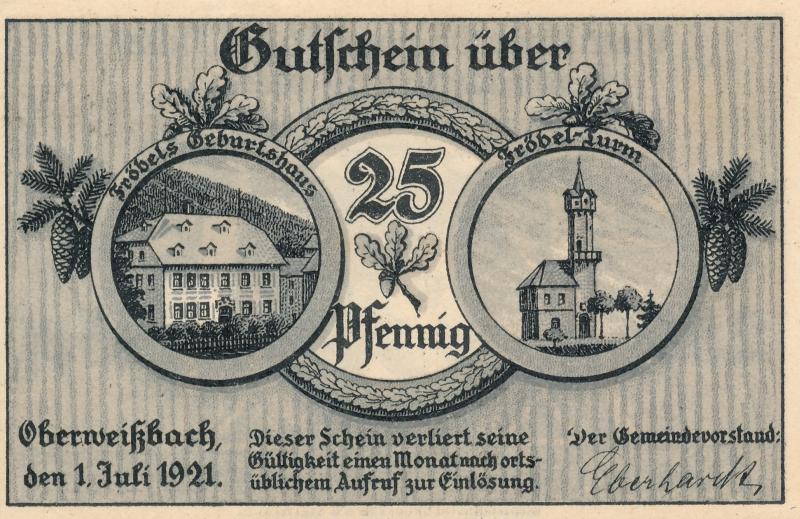 Gutschein über
Fröbels Geburtshaus
25
Pfennig
Fröbel-Turm
Oberweißbach,
den 1. Juli 1921.
Dieser Schein verliert seine
Gültigkeit einen Monat nach orts-
üblichem Aufruf zur Einlösung.
Der Gemeindevorstand:
Eberhardt